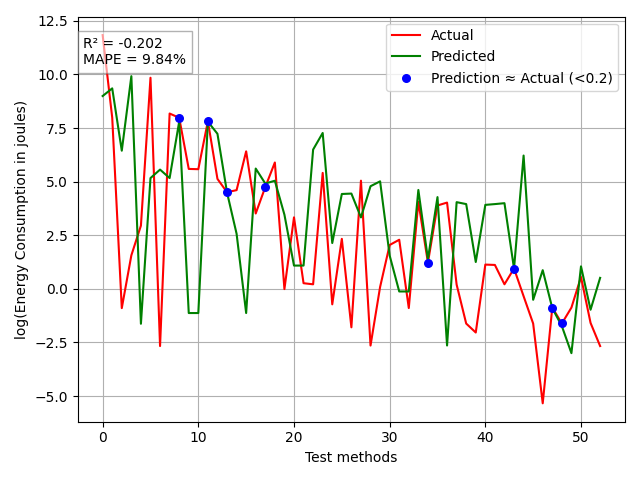 R² = -0.202
MAPE = 9.84%
Actual
Predicted
Prediction ≈ Actual (<0.2)
log(Energy Consumption in joules)
12.5
10.0
7.5
5.0
2.5
0.0
−2.5
−5.0
0 10 20 30 40 50
Test methods